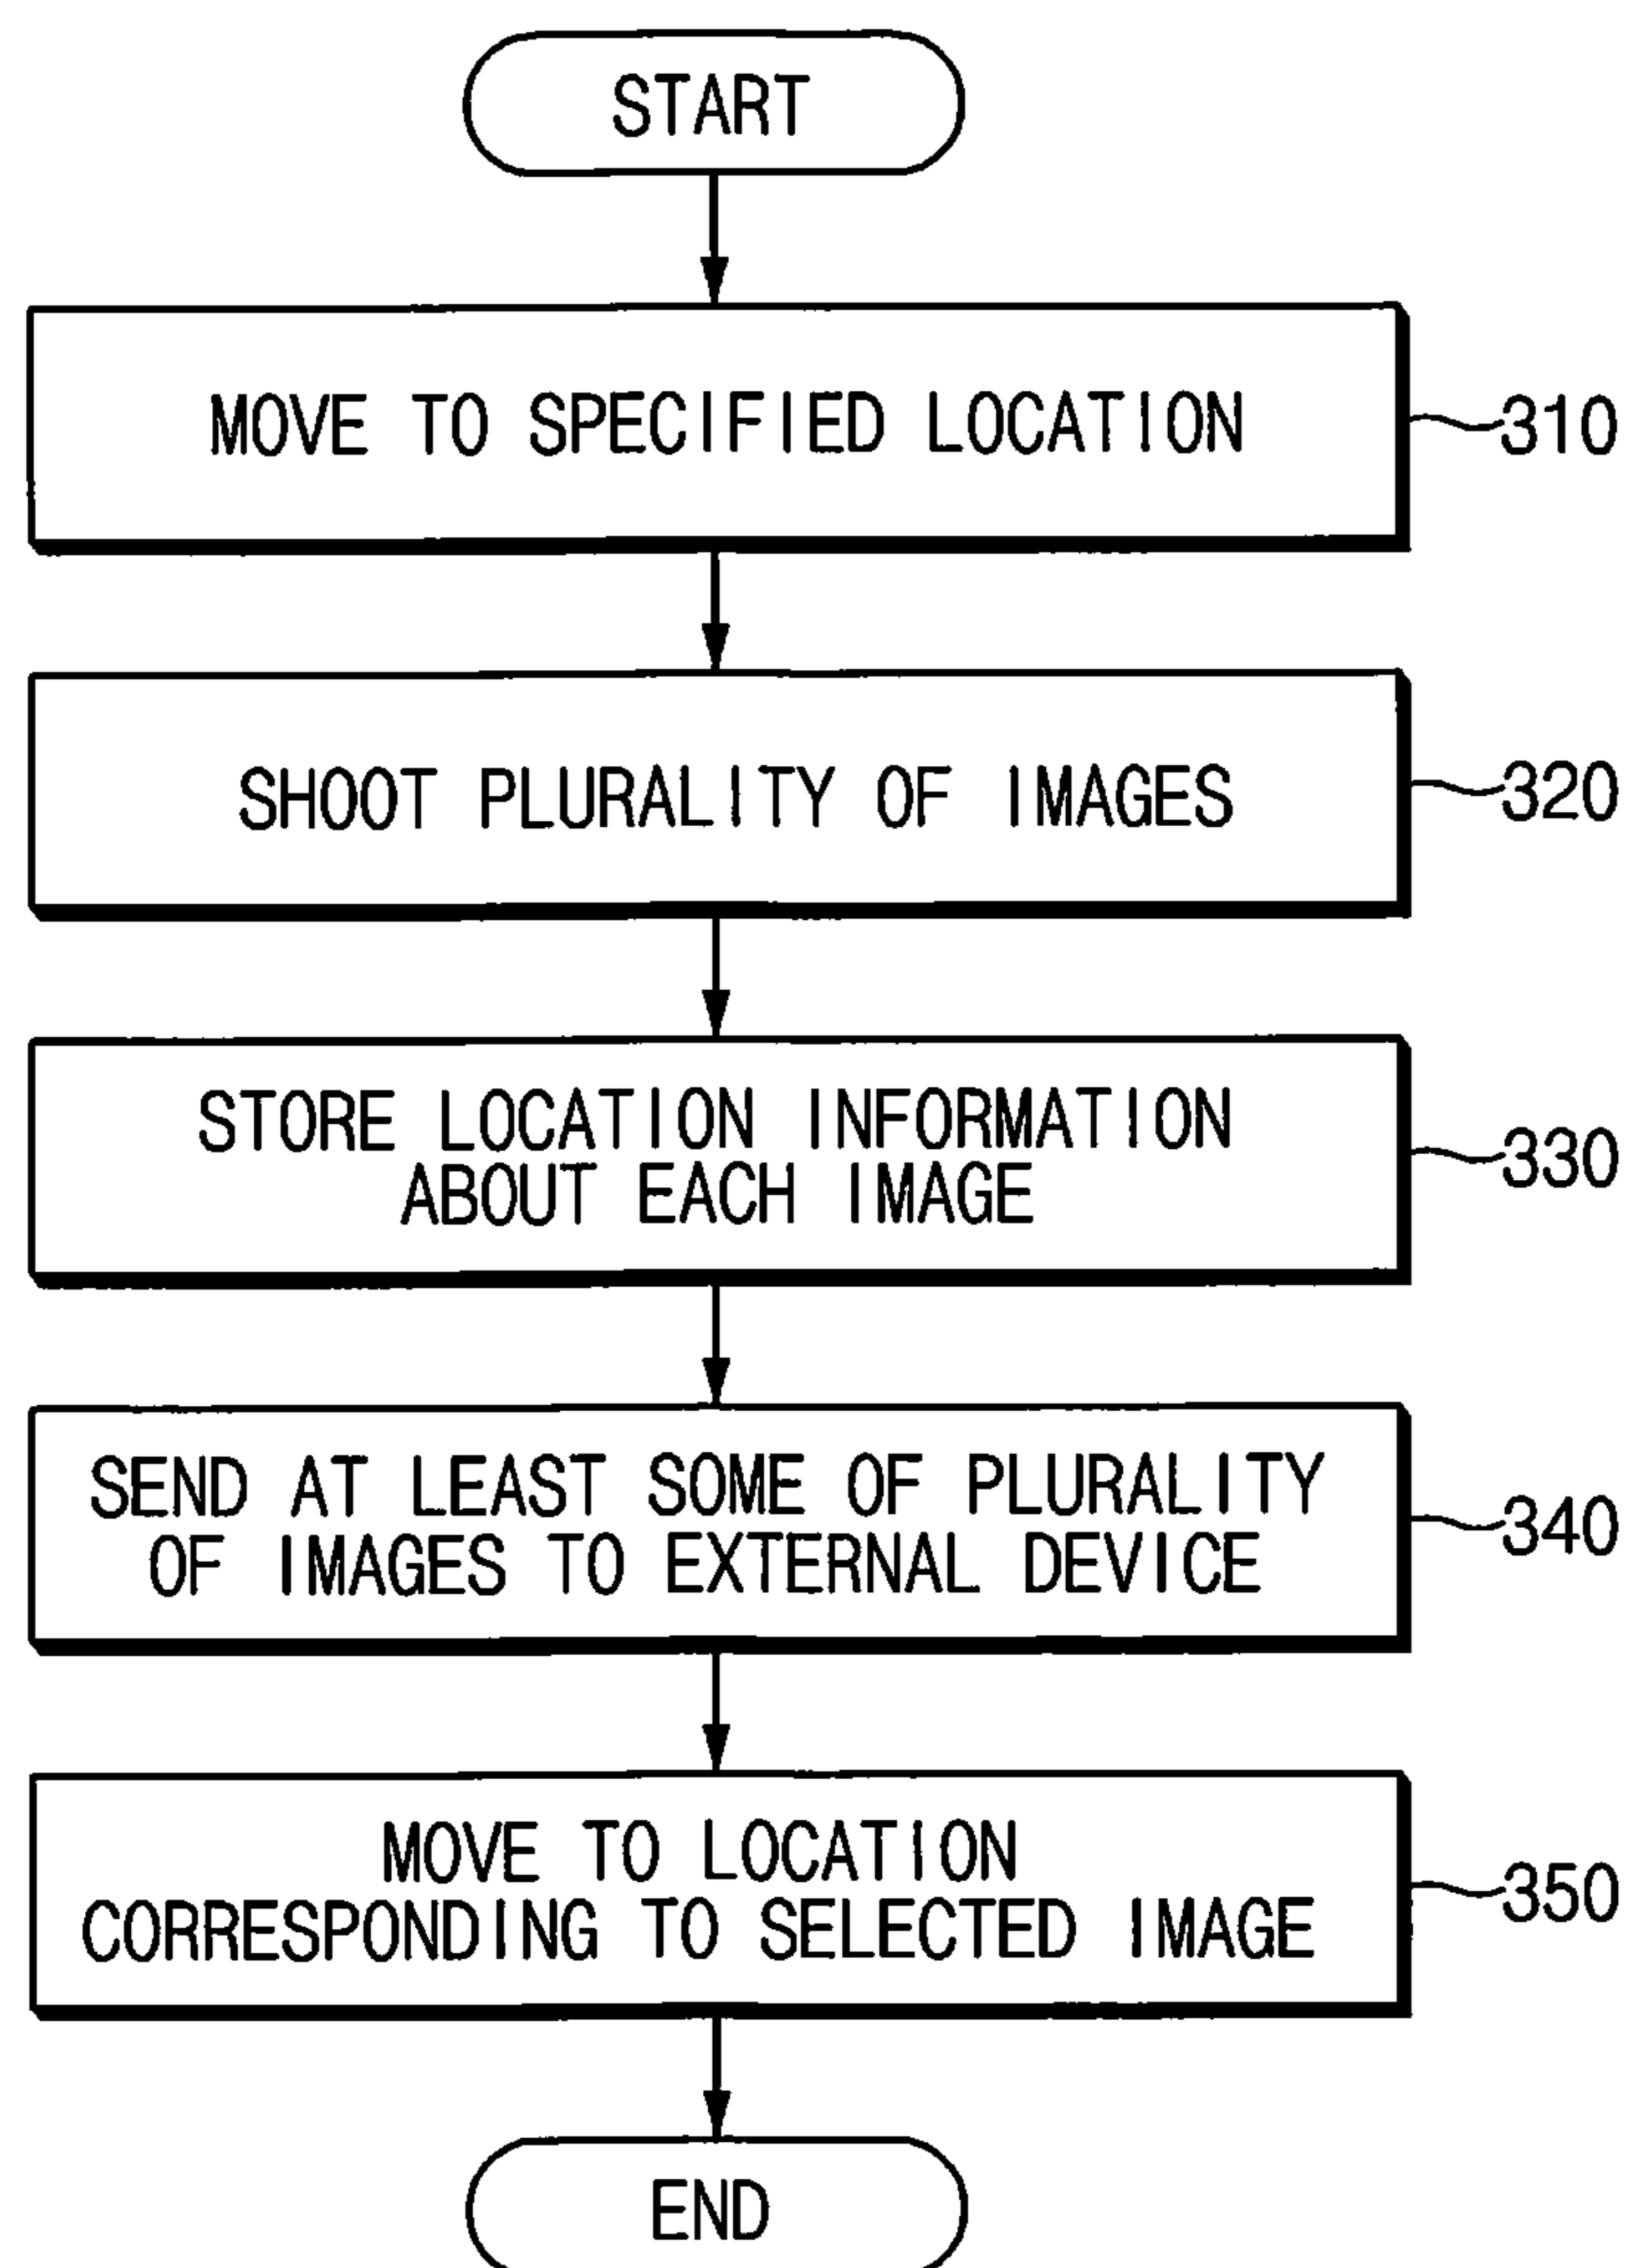 START
MOVE TO SPECIFIED LOCATION
310
SHOOT PLURALITY OF IMAGES
320
STORE LOCATION INFORMATION
ABOUT EACH IMAGE
330
SEND AT LEAST SOME OF PLURALITY
OF IMAGES TO EXTERNAL DEVICE
340
MOVE TO LOCATION
CORRESPONDING TO SELECTED IMAGE
350
END